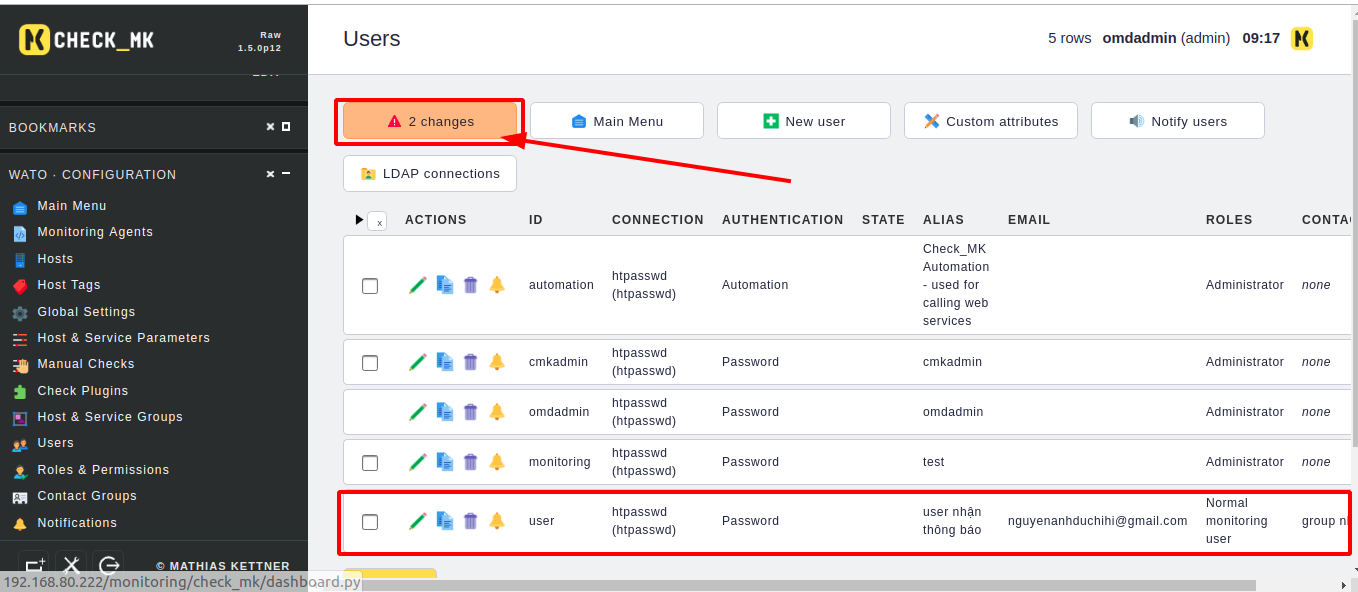 CHECK_MK
Raw
1.5.0p12
BOOKMARKS
WATO · CONFIGURATION
Main Menu
Monitoring Agents
Hosts
Host Tags
Global Settings
Host & Service Parameters
Manual Checks
Check Plugins
Host & Service Groups
Users
Roles & Permissions
Contact Groups
Notifications
© MATHIAS KETTNER
192.168.80.222/monitoring/check_mk/dashboard.py
Users
5 rows omdadmin (admin) 09:17
2 changes
Main Menu
New user
Custom attributes
Notify users
LDAP connections
x ACTIONS ID CONNECTION AUTHENTICATION STATE ALIAS EMAIL ROLES
automation htpasswd (htpasswd) Automation Check_MK Automation - used for calling web services Administrator none
cmkadmin htpasswd (htpasswd) Password cmkadmin Administrator none
omdadmin htpasswd (htpasswd) Password omdadmin Administrator none
monitoring htpasswd (htpasswd) Password test Administrator none
user htpasswd (htpasswd) Password user nhận thông báo nguyenanhduchihi@gmail.com Normal monitoring user group